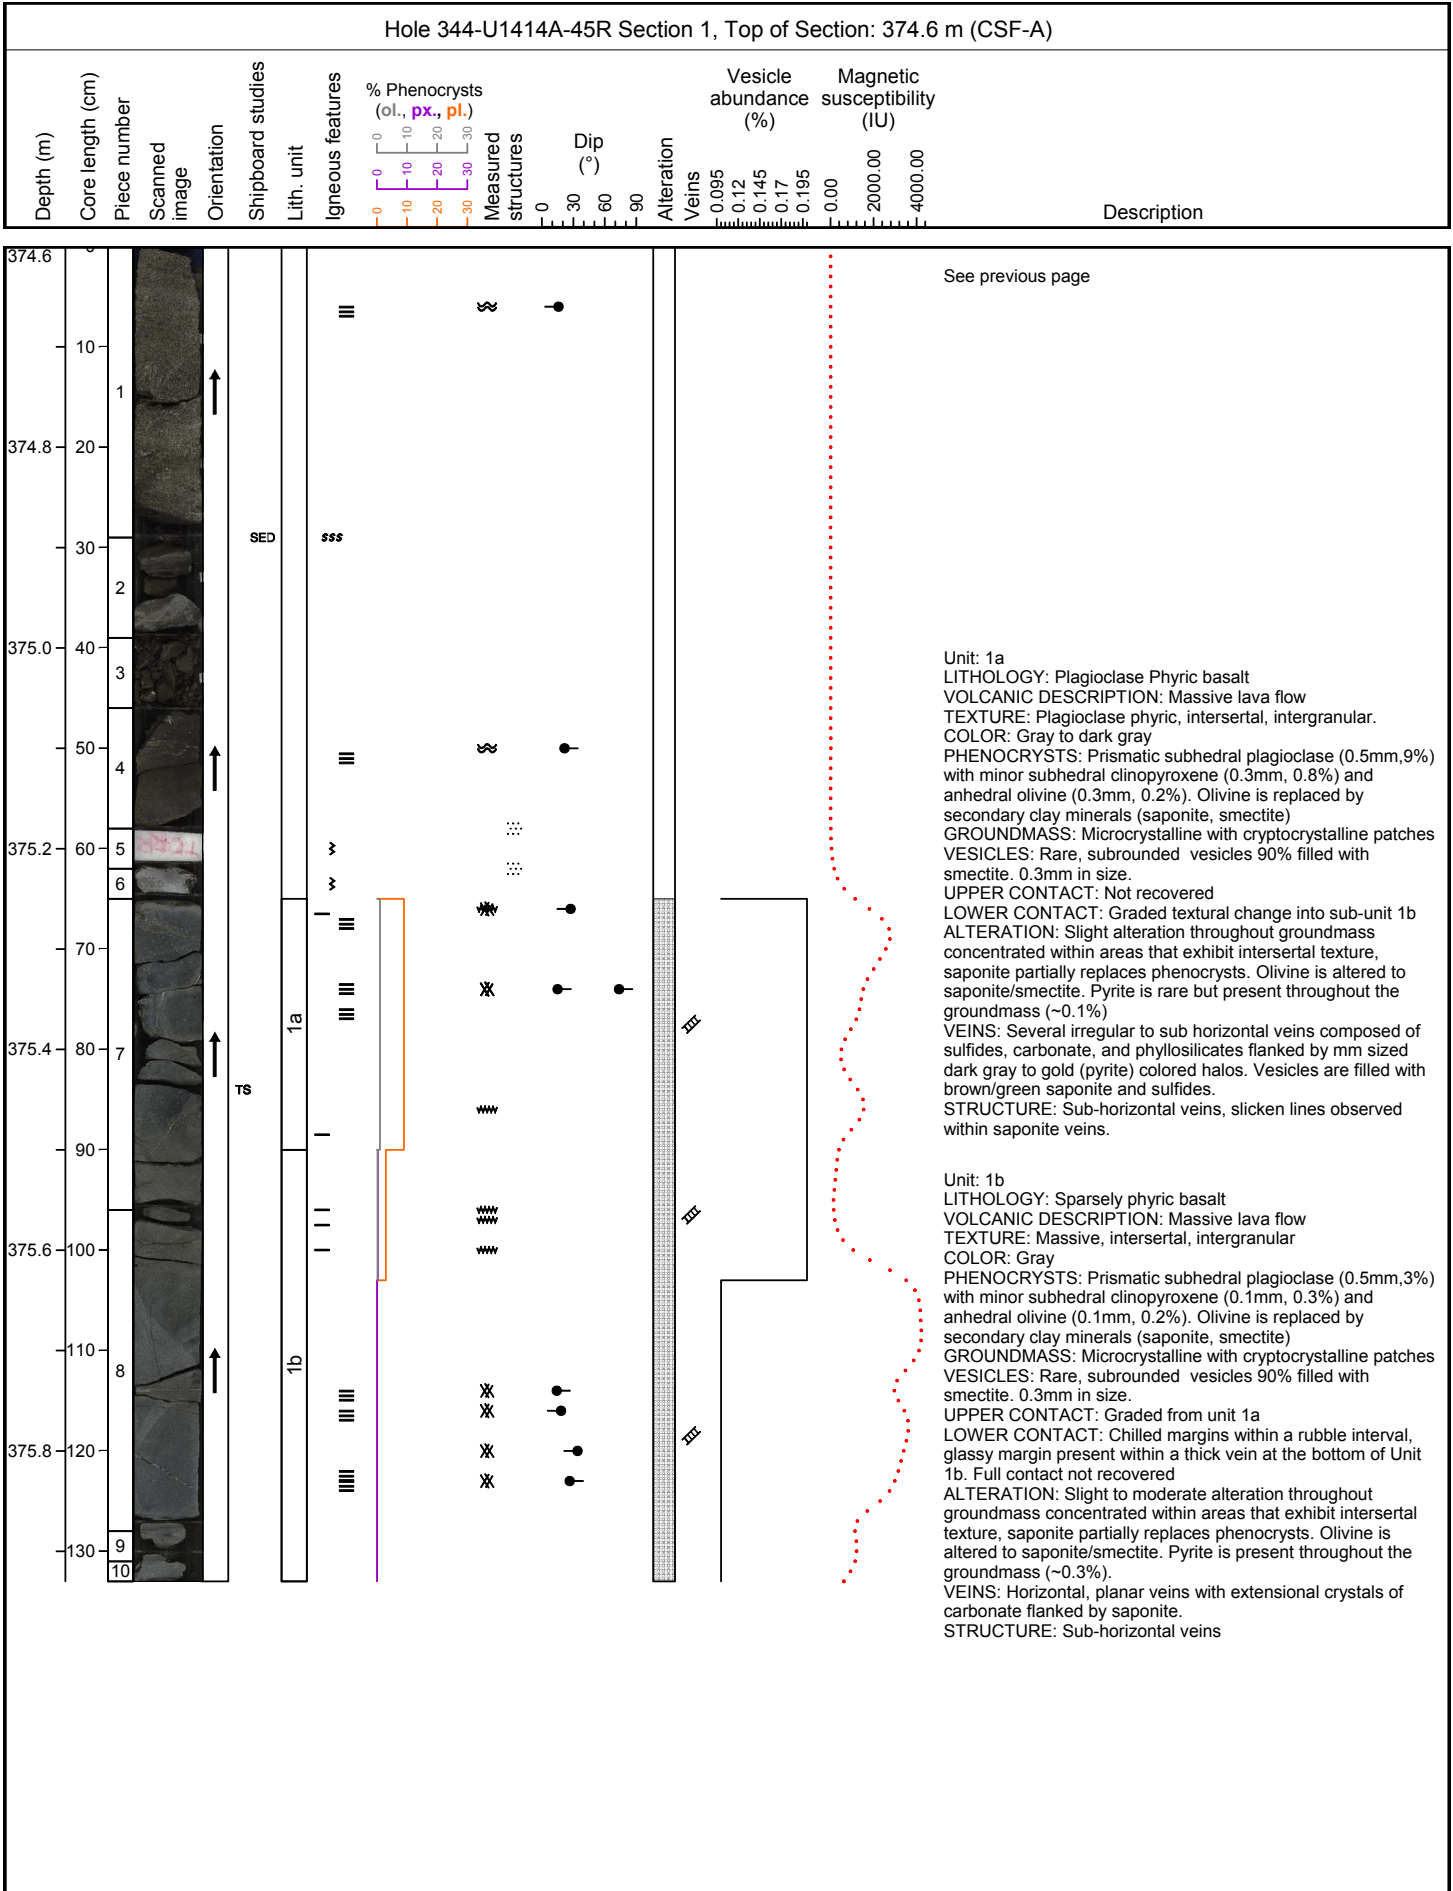 Hole 344-U1414A-45R Section 1, Top of Section: 374.6 m (CSF-A)
Depth (m)
Core length (cm)
Piece number
Scanned image
Orientation
Shipboard studies
Lith. unit
Igneous features
% Phenocrysts
(ol., px., pl.)
0 10 20 30
0 10 20 30
0 10 20 30
Measured structures
Dip
(°)
0 30 60 90
Alteration
Veins
Vesicle
abundance
(%)
0.095 0.12 0.145 0.17 0.195
Magnetic
susceptibility
(IU)
0.00 2000.00 4000.00
Description
374.6
374.8
375.0
375.2
375.4
375.6
375.8
10
20
30
40
50
60
70
80
90
100
110
120
130
1
2
3
4
5
6
7
8
9
10
SED
sss
TS
1a
1b
See previous page
Unit: 1a
LITHOLOGY: Plagioclase Phyric basalt
VOLCANIC DESCRIPTION: Massive lava flow
TEXTURE: Plagioclase phyric, intersertal, intergranular.
COLOR: Gray to dark gray
PHENOCRYSTS: Prismatic subhedral plagioclase (0.5mm,9%)
with minor subhedral clinopyroxene (0.3mm, 0.8%) and
anhedral olivine (0.3mm, 0.2%). Olivine is replaced by
secondary clay minerals (saponite, smectite)
GROUNDMASS: Microcrystalline with cryptocrystalline patches
VESICLES: Rare, subrounded vesicles 90% filled with
smectite. 0.3mm in size.
UPPER CONTACT: Not recovered
LOWER CONTACT: Graded textural change into sub-unit 1b
ALTERATION: Slight alteration throughout groundmass
concentrated within areas that exhibit intersertal texture,
saponite partially replaces phenocrysts. Olivine is altered to
saponite/smectite. Pyrite is rare but present throughout the
groundmass (~0.1%)
VEINS: Several irregular to sub horizontal veins composed of
sulfides, carbonate, and phyllosilicates flanked by mm sized
dark gray to gold (pyrite) colored halos. Vesicles are filled with
brown/green saponite and sulfides.
STRUCTURE: Sub-horizontal veins, slicken lines observed
within saponite veins.
Unit: 1b
LITHOLOGY: Sparsely phyric basalt
VOLCANIC DESCRIPTION: Massive lava flow
TEXTURE: Massive, intersertal, intergranular
COLOR: Gray
PHENOCRYSTS: Prismatic subhedral plagioclase (0.5mm,3%)
with minor subhedral clinopyroxene (0.1mm, 0.3%) and
anhedral olivine (0.1mm, 0.2%). Olivine is replaced by
secondary clay minerals (saponite, smectite)
GROUNDMASS: Microcrystalline with cryptocrystalline patches
VESICLES: Rare, subrounded vesicles 90% filled with
smectite. 0.3mm in size.
UPPER CONTACT: Graded from unit 1a
LOWER CONTACT: Chilled margins within a rubble interval,
glassy margin present within a thick vein at the bottom of Unit
1b. Full contact not recovered
ALTERATION: Slight to moderate alteration throughout
groundmass concentrated within areas that exhibit intersertal
texture, saponite partially replaces phenocrysts. Olivine is
altered to saponite/smectite. Pyrite is present throughout the
groundmass (~0.3%).
VEINS: Horizontal, planar veins with extensional crystals of
carbonate flanked by saponite.
STRUCTURE: Sub-horizontal veins